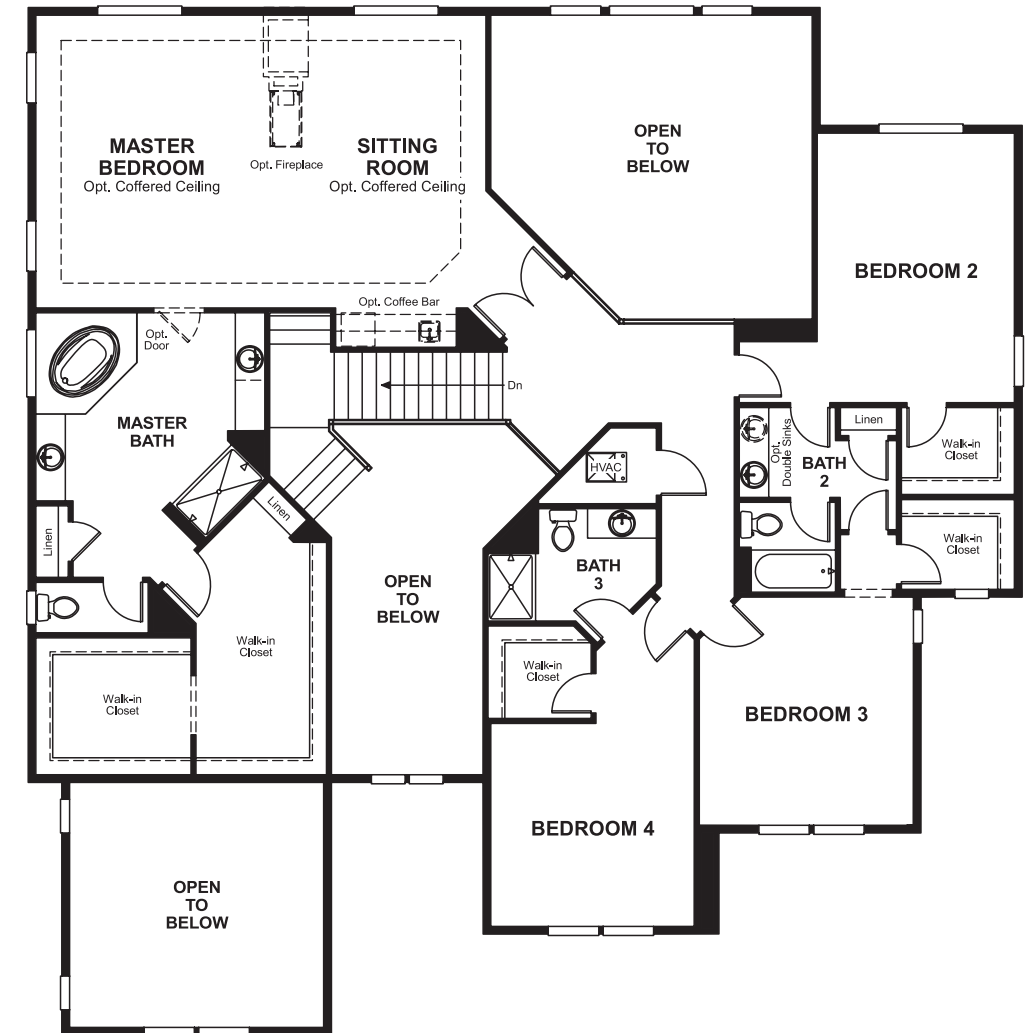 MASTER
BEDROOM
Opt. Coffered Ceiling
Opt. Fireplace
SITTING
ROOM
Opt. Coffered Ceiling
OPEN
TO
BELOW
BEDROOM 2
Opt. Coffee Bar
Opt.
Door
Dn
MASTER
BATH
Linen
Linen
HVAC
Opt.
Double Sinks
BATH
2
Linen
Walk-in
Closet
Walk-in
Closet
OPEN
TO
BELOW
BATH
3
Walk-in
Closet
Walk-in
Closet
Walk-in
Closet
BEDROOM 3
BEDROOM 4
OPEN
TO
BELOW